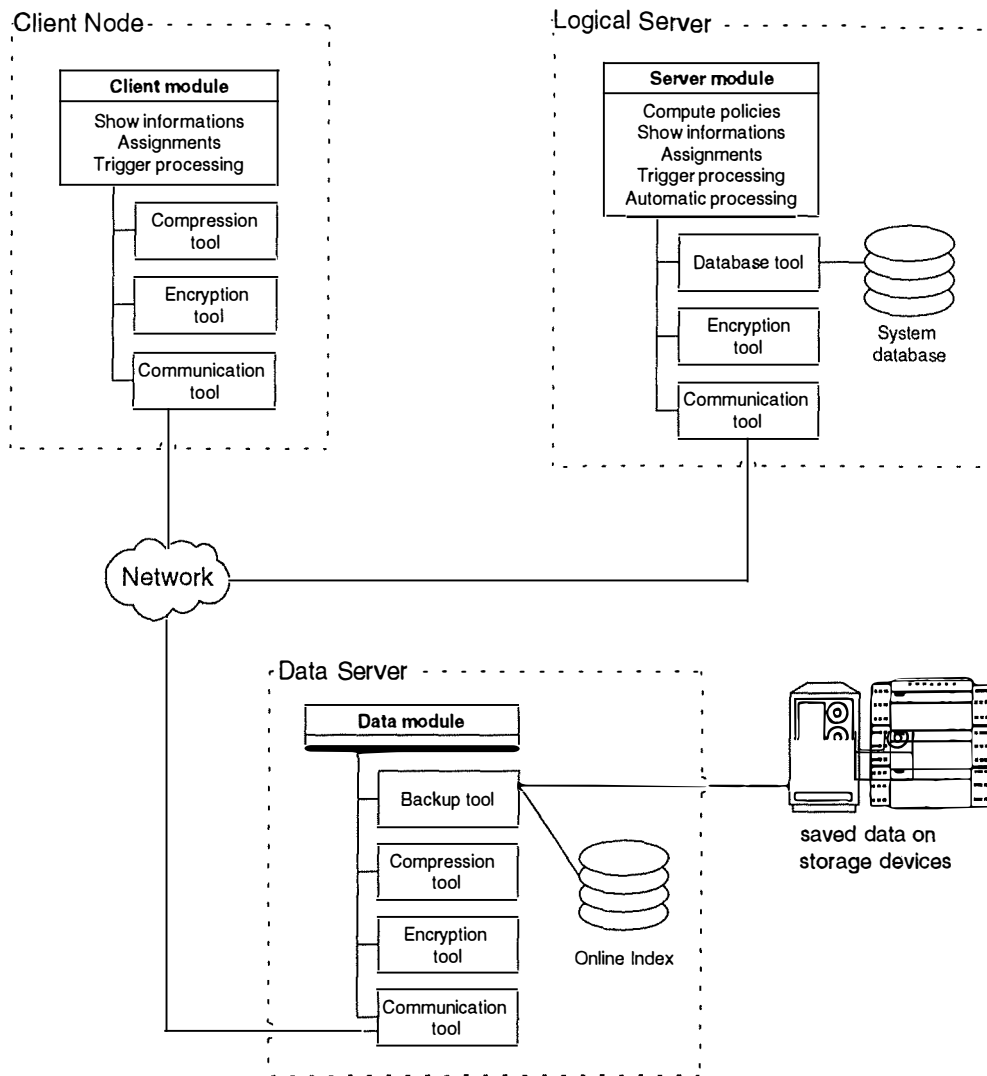 Client Node
Client module
Show informations
Assignments
Trigger processing
Compression
tool
Encryption
tool
Communication
tool
Logical Server
Server module
Compute policies
Show informations
Assignments
Trigger processing
Automatic processing
Database tool
System
database
Encryption
tool
Communication
tool
Network
Data Server
Data module
Backup tool
Compression
tool
Encryption
tool
Communication
tool
Online Index
saved data on
storage devices